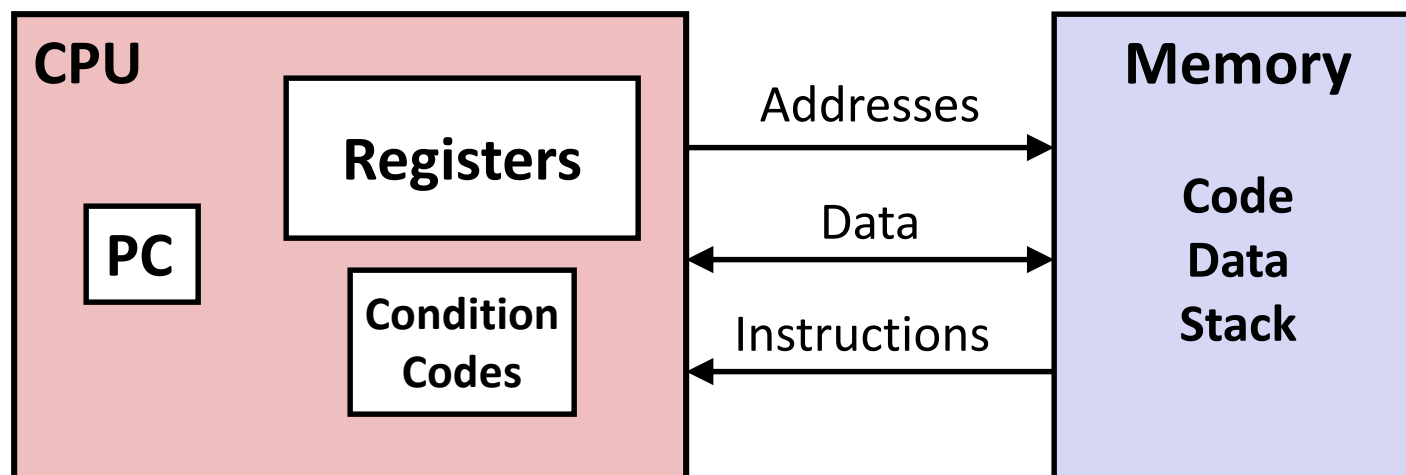 CPU
Registers
PC
Condition
Codes
Addresses
Data
Instructions
Memory
Code
Data
Stack